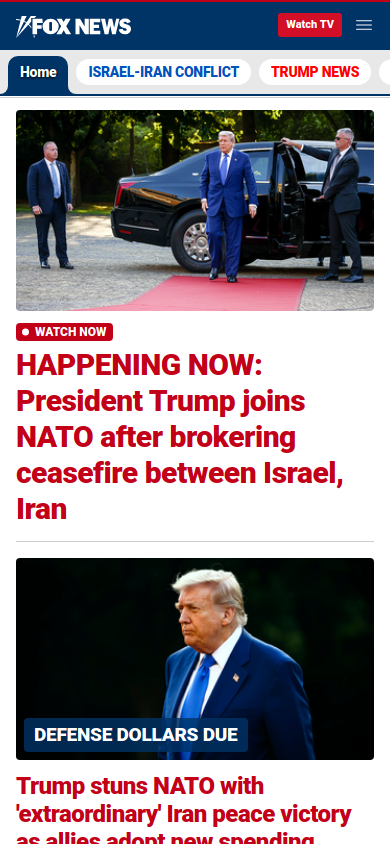 FOX NEWS
Watch TV
Home
ISRAEL-IRAN CONFLICT
TRUMP NEWS
WATCH NOW
HAPPENING NOW:
President Trump joins
NATO after brokering
ceasefire between Israel,
Iran
DEFENSE DOLLARS DUE
Trump stuns NATO with
'extraordinary' Iran peace victory
as allies adopt new spending